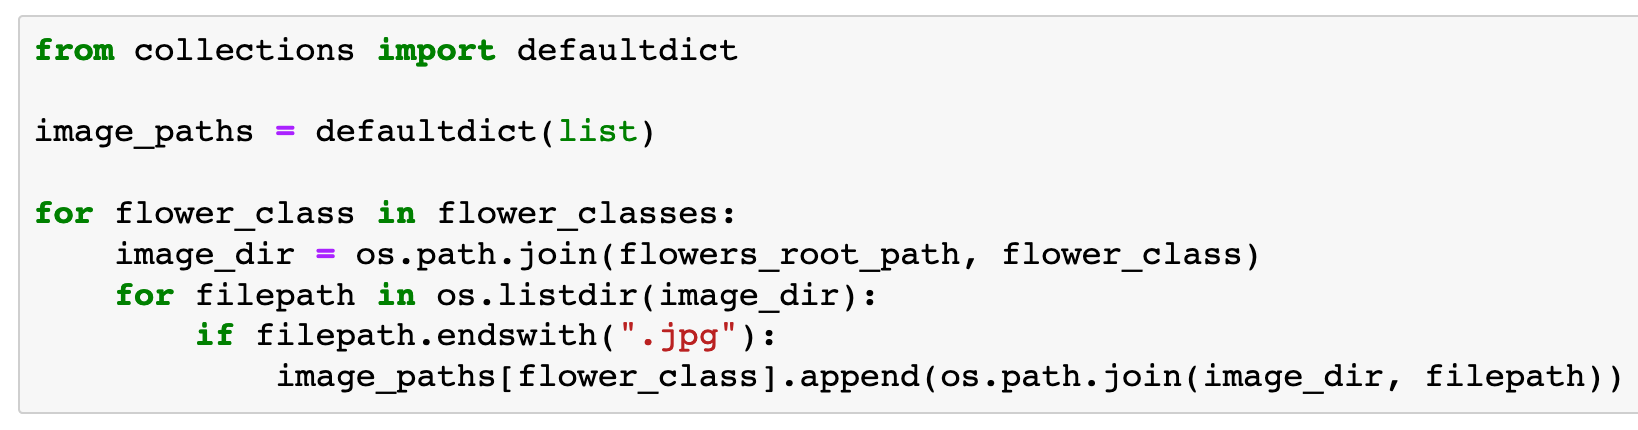 from collections import defaultdict

image_paths = defaultdict(list)

for flower_class in flower_classes:
    image_dir = os.path.join(flowers_root_path, flower_class)
    for filepath in os.listdir(image_dir):
        if filepath.endswith(".jpg"):
            image_paths[flower_class].append(os.path.join(image_dir, filepath))